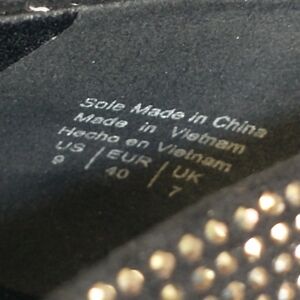 Sole Made in China
Made in Vietnam
Hecho en Vietnam
US / EUR / UK
9 / 40 / 7